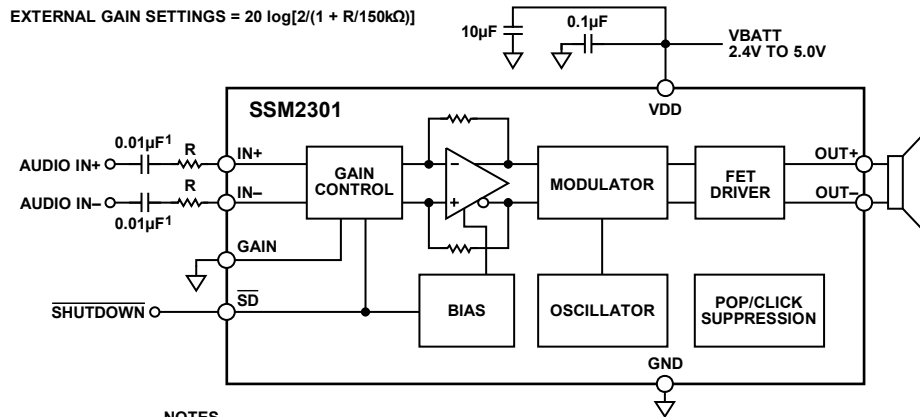 EXTERNAL GAIN SETTINGS = 20 log[2/(1 + R/150kΩ)]
10µF
0.1µF
VBATT
2.4V TO 5.0V
SSM2301
VDD
0.01µF1
R
AUDIO IN+
IN+
GAIN
CONTROL
MODULATOR
FET
DRIVER
OUT+
AUDIO IN–
R
IN–
OUT–
0.01µF1
GAIN
SHUTDOWN
SD
BIAS
OSCILLATOR
POP/CLICK
SUPPRESSION
GND
NOTES